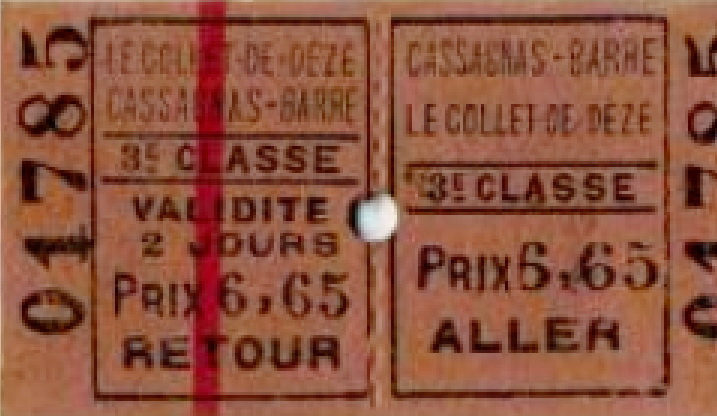 01785
LE COLLET-DE-DÈZE
CASSAGNAS-BARRE
3E CLASSE
VALIDITE
2 JOURS
PRIX 6,65
RETOUR
CASSAGNAS-BARRE
LE COLLET-DE-DÈZE
3E CLASSE
PRIX 6,65
ALLER
01785